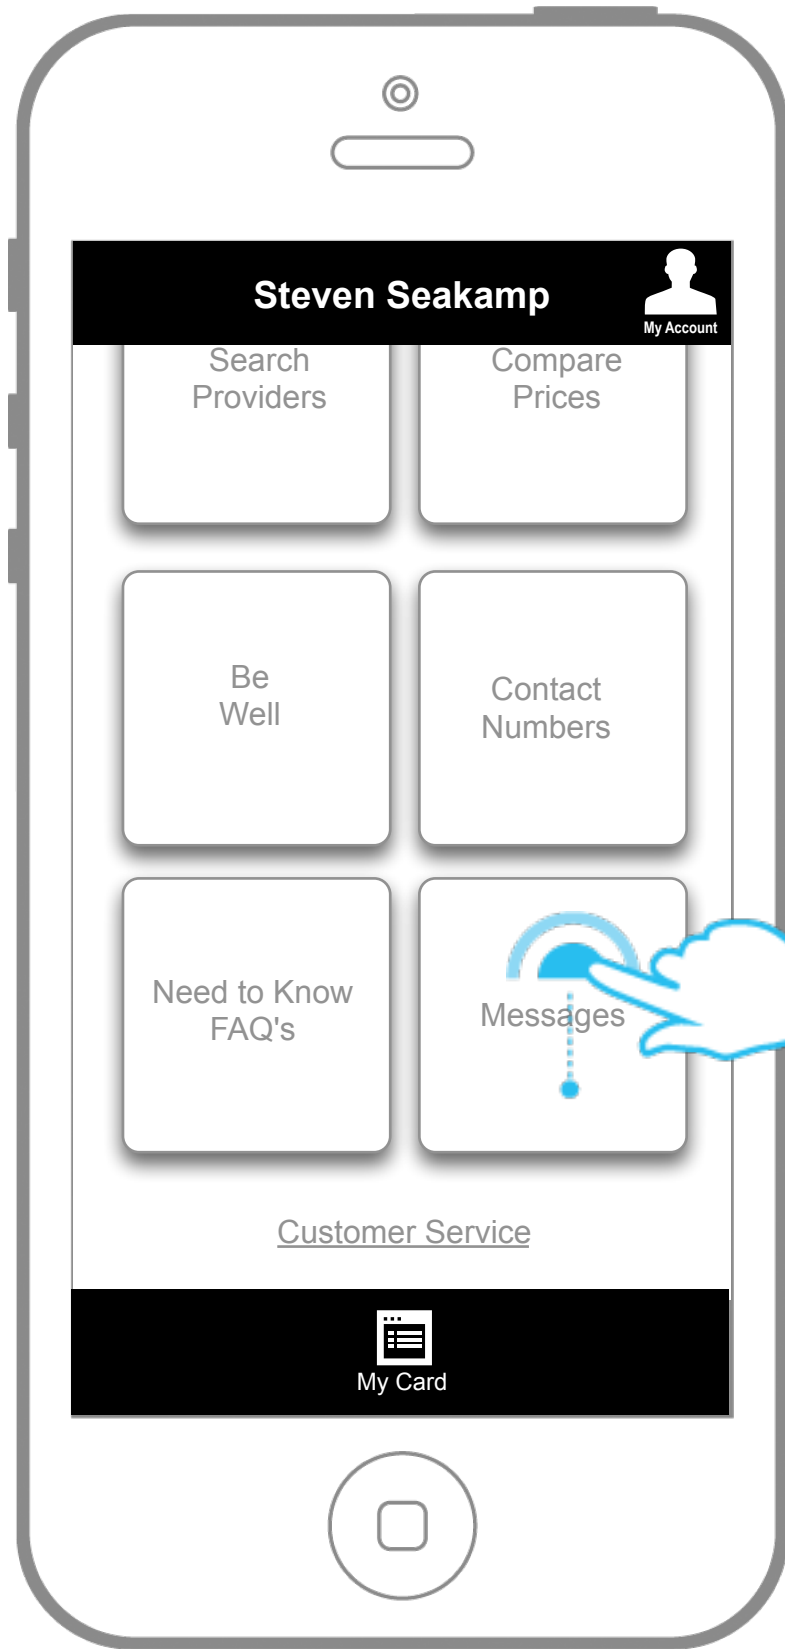 Steven Seakamp
My Account
Search
Providers
Compare
Prices
Be
Well
Contact
Numbers
Need to Know
FAQ's
Messages
Customer Service
My Card